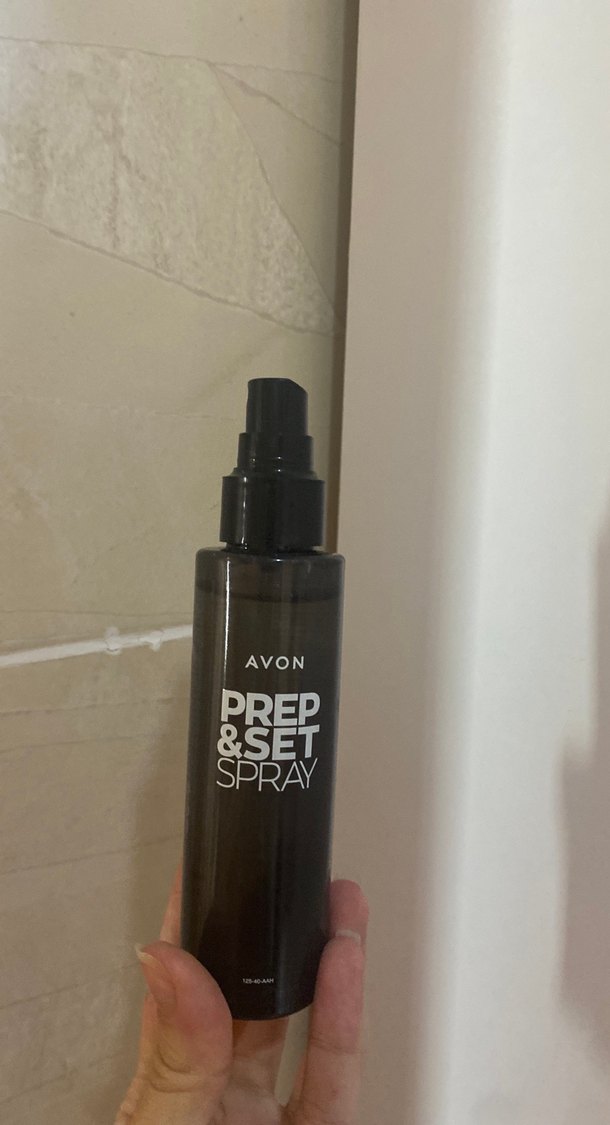 AVON
PREP
&SET
SPRAY
125-40-AAH